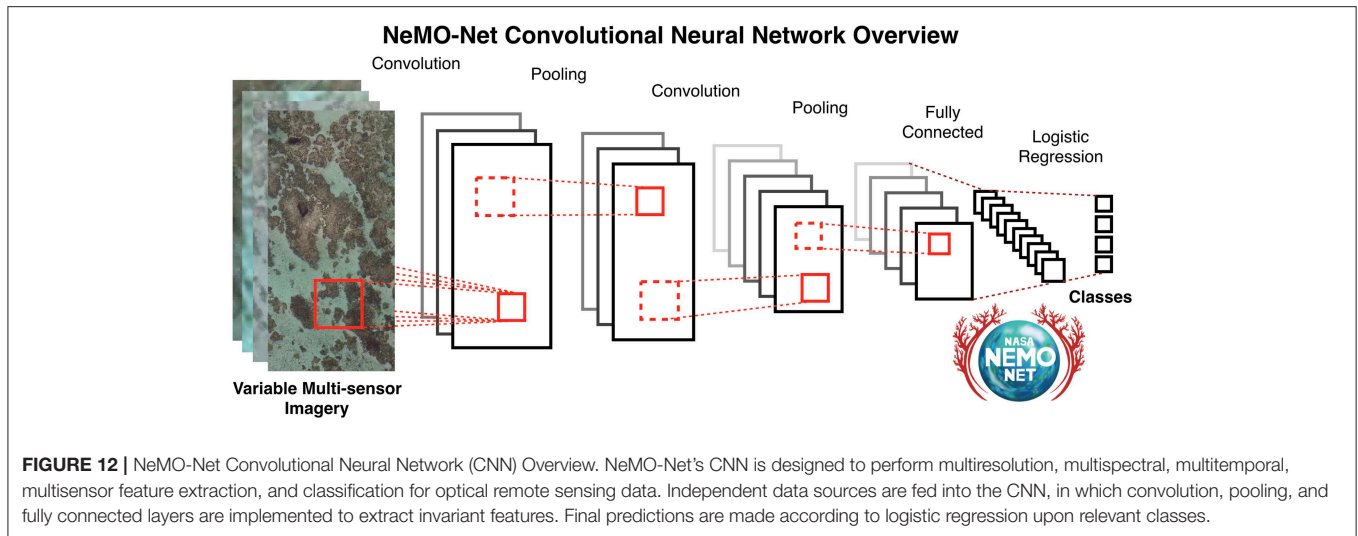 NeMO-Net Convolutional Neural Network Overview
Convolution
Pooling
Convolution
Pooling
Fully
Connected
Logistic
Regression
Classes
Variable Multi-sensor
Imagery
NASA
NEMO
NET
FIGURE 12 | NeMO-Net Convolutional Neural Network (CNN) Overview. NeMO-Net's CNN is designed to perform multiresolution, multispectral, multitemporal,
multisensor feature extraction, and classification for optical remote sensing data. Independent data sources are fed into the CNN, in which convolution, pooling, and
fully connected layers are implemented to extract invariant features. Final predictions are made according to logistic regression upon relevant classes.